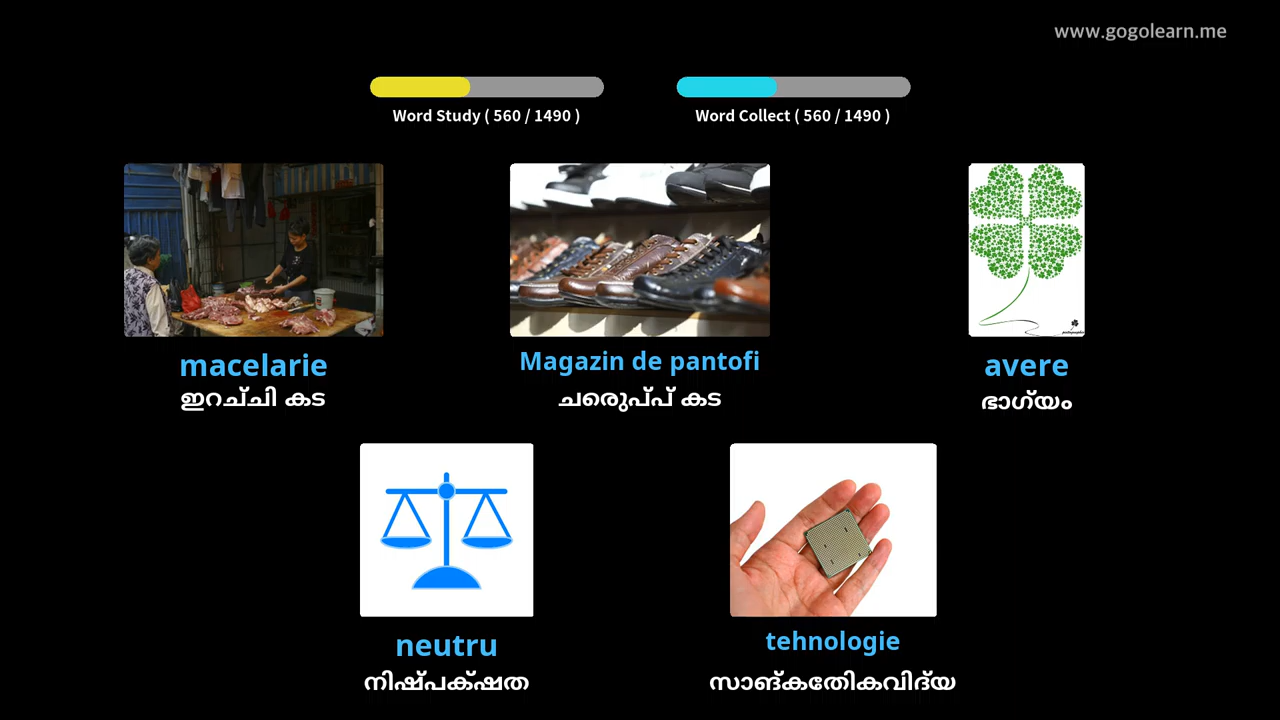 www.gogolearn.me
Word Study ( 560 / 1490 )
Word Collect ( 560 / 1490 )
macelarie
ഇറച്ചി കട
Magazin de pantofi
ചെരുപ്പ് കട
avere
ഭാഗ്യം
neutru
നിഷ്പക്ഷത
tehnologie
സാങ്കേതികവിദ്യ